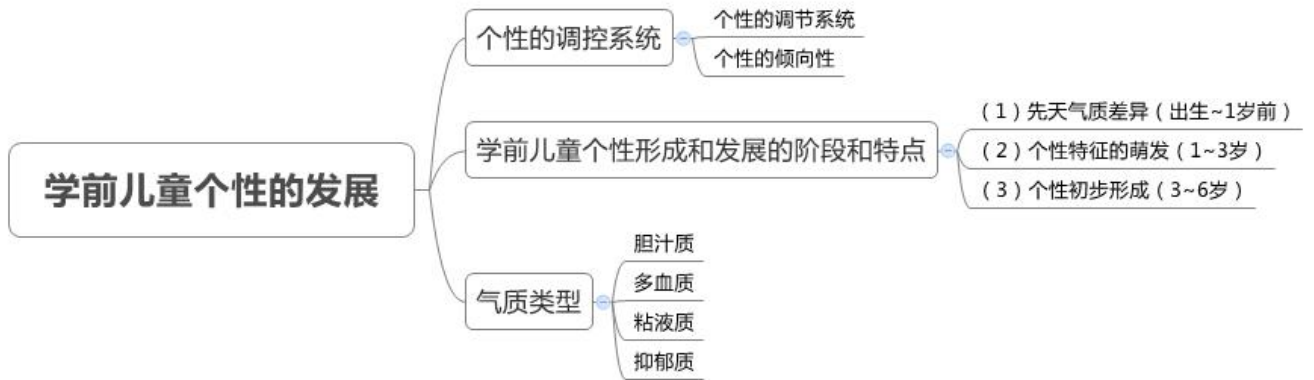 学前儿童个性的发展
个性的调控系统
个性的调节系统
个性的倾向性
学前儿童个性形成和发展的阶段和特点
（1）先天气质差异（出生~1岁前）
（2）个性特征的萌发（1~3岁）
（3）个性初步形成（3~6岁）
气质类型
胆汁质
多血质
粘液质
抑郁质